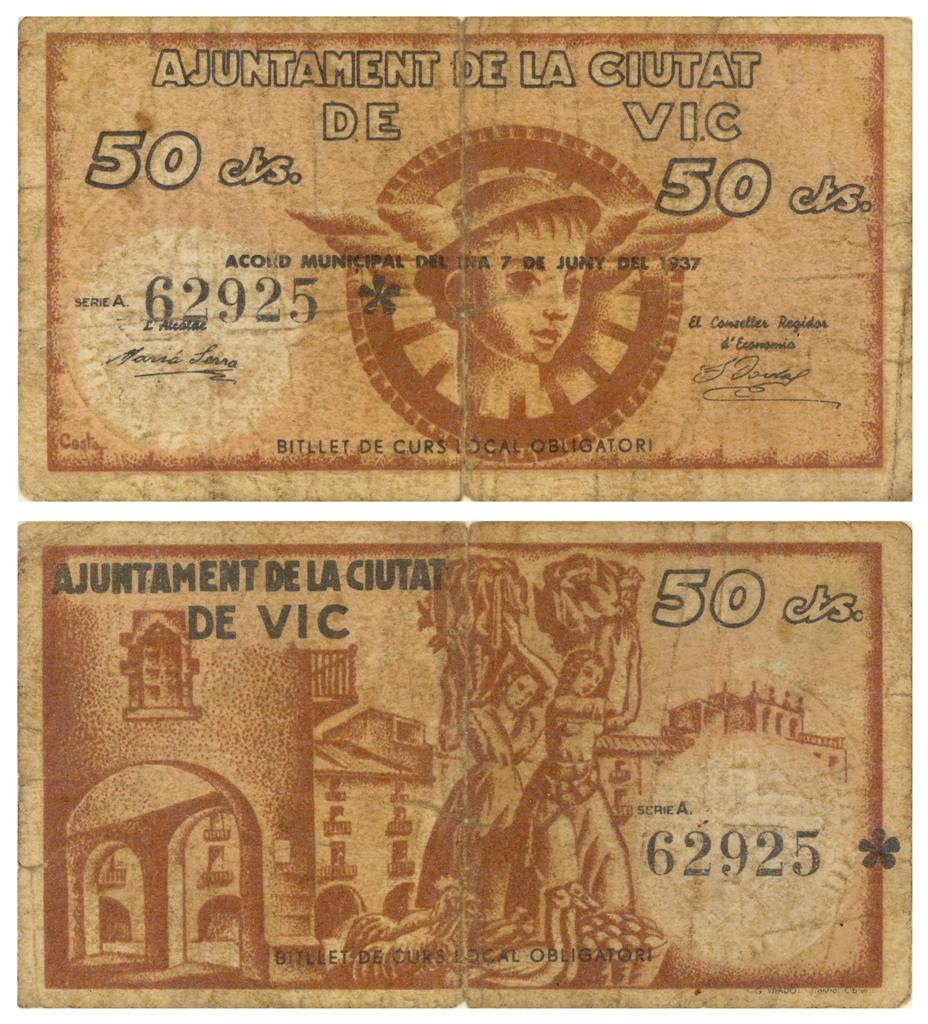 AJUNTAMENT DE LA CIUTAT
DE VIC
50 cts.
50 cts.
ACORD MUNICIPAL DEL DIA 7 DE JUNY DEL 1937
SERIE A. 62925 *
L'Alcalde
El Conseller Regidor
d'Economia
Marià Serra
Costa
BITLLET DE CURS LOCAL OBLIGATORI
AJUNTAMENT DE LA CIUTAT
DE VIC
50 cts.
SERIE A.
62925 *
BITLLET DE CURS LOCAL OBLIGATORI